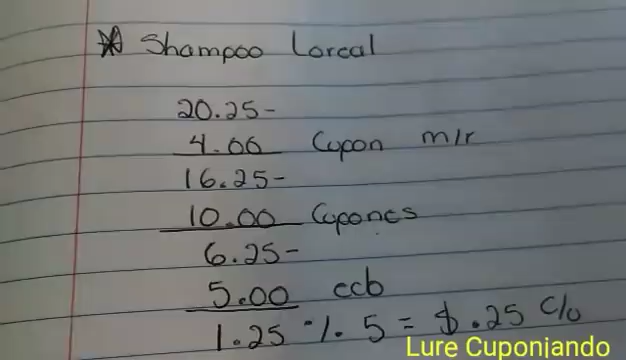 Shampoo Loreal
20.25-
4.00 Cupon m/r
16.25-
10.00 Cupones
6.25-
5.00 ccb
1.25 ·/. 5 = $.25 c/u
Lure Cuponiando